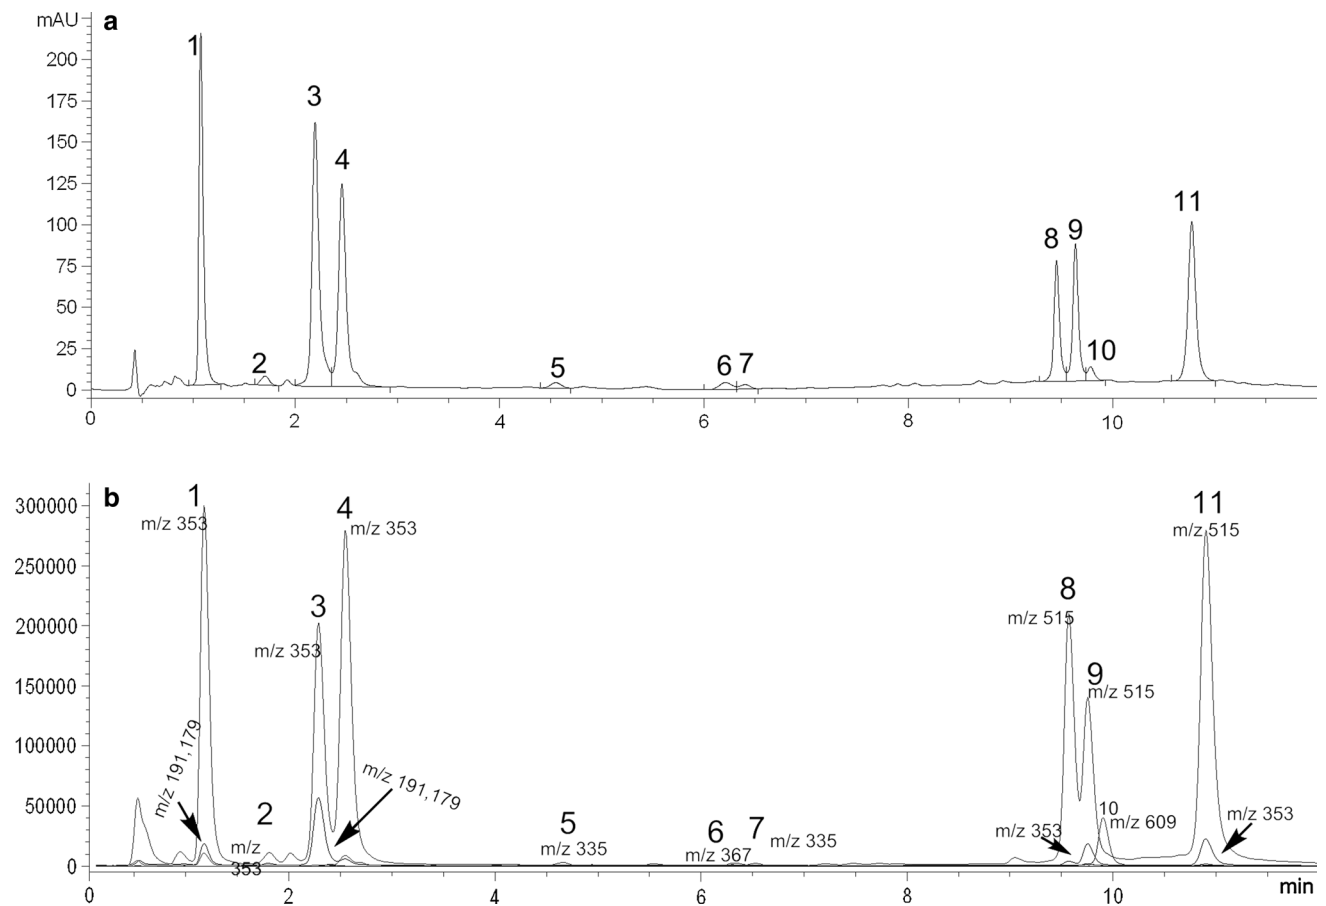 mAU
a
200
175
150
125
100
75
50
25
0
1
2
3
4
5
6
7
8
9
10
11
0
2
4
6
8
10
b
300000
250000
200000
150000
100000
50000
0
1
m/z 353
m/z 191,179
2
m/z
353
3
m/z 353
4
m/z 353
m/z 191,179
5
m/z 335
6
m/z 367
7
m/z 335
8
m/z 515
m/z 353
9
m/z 515
10
m/z 609
11
m/z 515
m/z 353
0
2
4
6
8
10
min